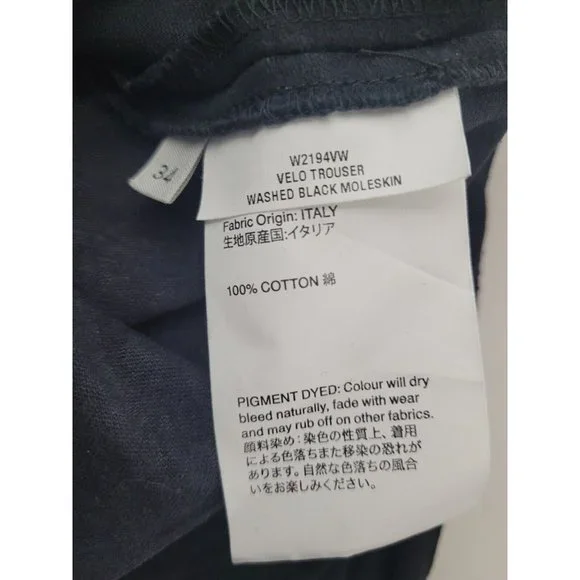 W2194VW
VELO TROUSER
WASHED BLACK MOLESKIN
Fabric Origin: ITALY
生地原産国:イタリア
100% COTTON 綿
PIGMENT DYED: Colour will dry
bleed naturally, fade with wear
and may rub off on other fabrics.
顔料染め:染色の性質上、着用
による色落ちまた移染の恐れが
あります。自然な色落ちの風合
いをお楽しみください。